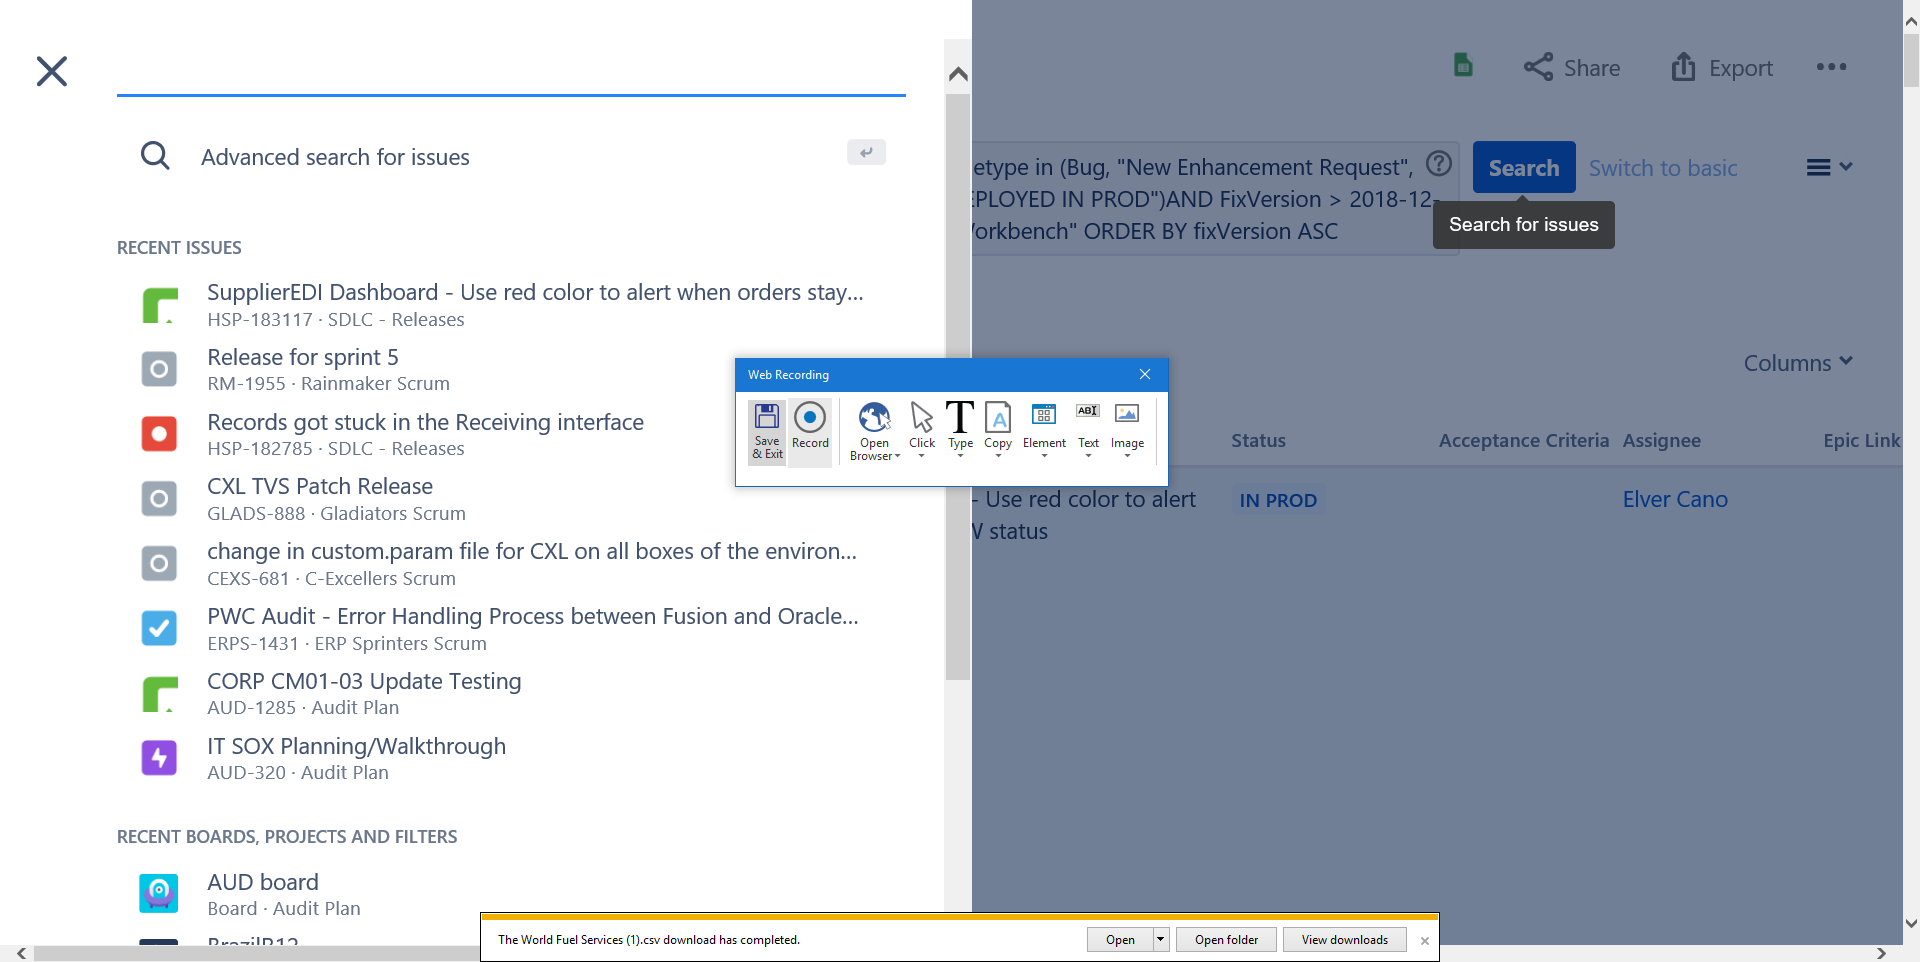 Advanced search for issues
RECENT ISSUES
SupplierEDI Dashboard - Use red color to alert when orders stay...
HSP-183117 · SDLC - Releases
Release for sprint 5
RM-1955 · Rainmaker Scrum
Records got stuck in the Receiving interface
HSP-182785 · SDLC - Releases
CXL TVS Patch Release
GLADS-888 · Gladiators Scrum
change in custom.param file for CXL on all boxes of the environ...
CEXS-681 · C-Excellers Scrum
PWC Audit - Error Handling Process between Fusion and Oracle...
ERPS-1431 · ERP Sprinters Scrum
CORP CM01-03 Update Testing
AUD-1285 · Audit Plan
IT SOX Planning/Walkthrough
AUD-320 · Audit Plan
RECENT BOARDS, PROJECTS AND FILTERS
AUD board
Board · Audit Plan
BrazilR12
Share
Export
etype in (Bug, "New Enhancement Request",
EPLOYED IN PROD")AND FixVersion > 2018-12-
Workbench" ORDER BY fixVersion ASC
Search
Switch to basic
Search for issues
Columns
Web Recording
Save & Exit
Record
Open Browser
Click
Type
Copy
Element
Text
Image
Status
Acceptance Criteria
Assignee
Epic Link
- Use red color to alert
W status
IN PROD
Elver Cano
The World Fuel Services (1).csv download has completed.
Open
Open folder
View downloads